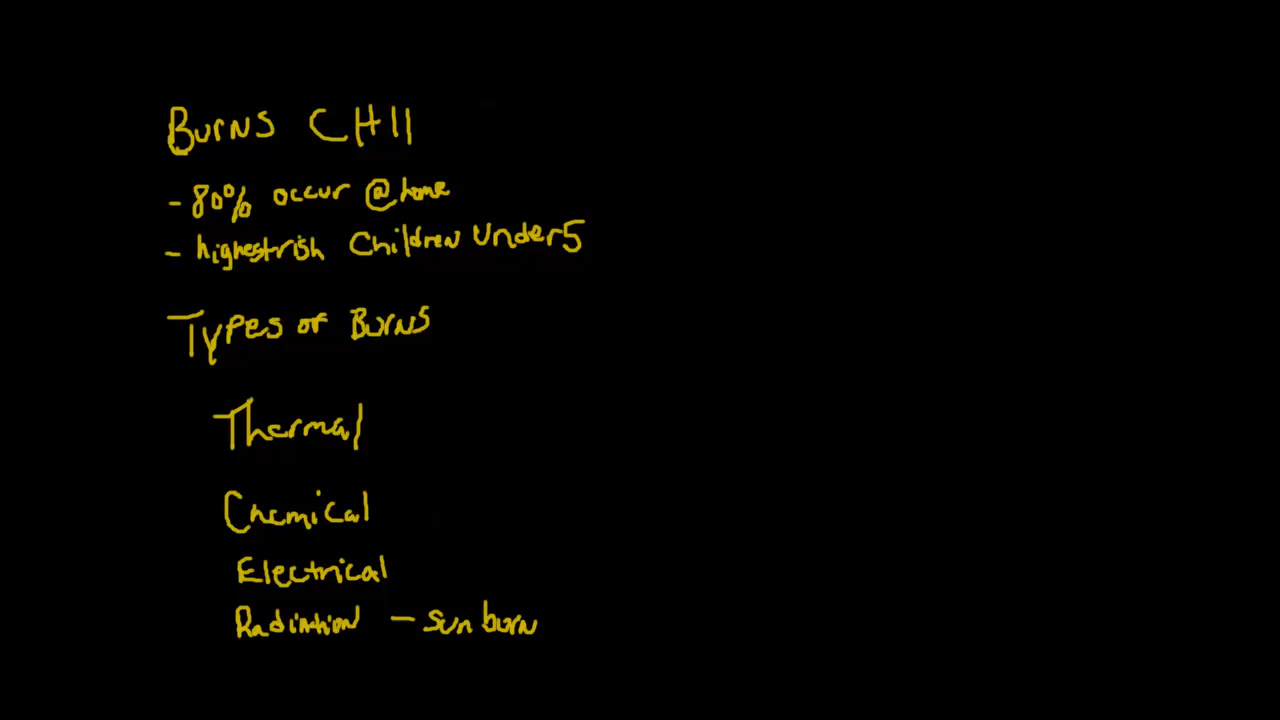 Burns CH11
- 80% occur @home
- highest risk Children Under 5
Types of Burns
Thermal
Chemical
Electrical
Radiation - sun burn